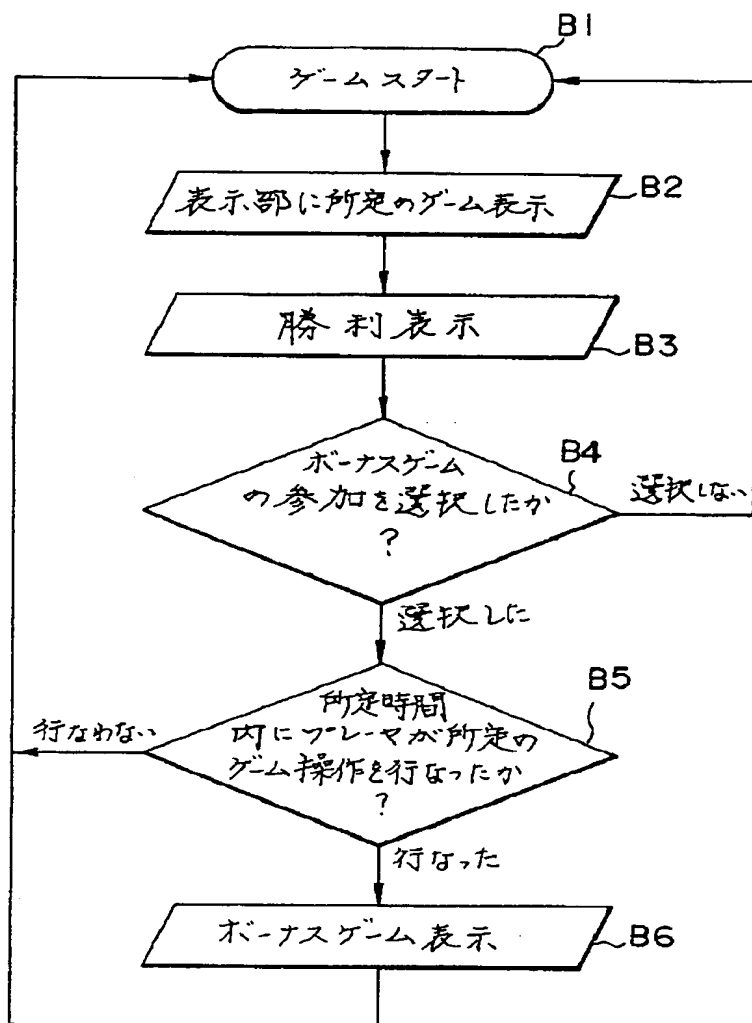 B1
ゲームスタート
B2
表示部に所定のゲーム表示
勝利表示
B3
B4
ボーナスゲーム
の参加を選択したか
?
選択しない
選択した
B5
所定時間
内にプレーヤが所定の
ゲーム操作を行なったか
?
行なわない
行なった
ボーナスゲーム表示
B6